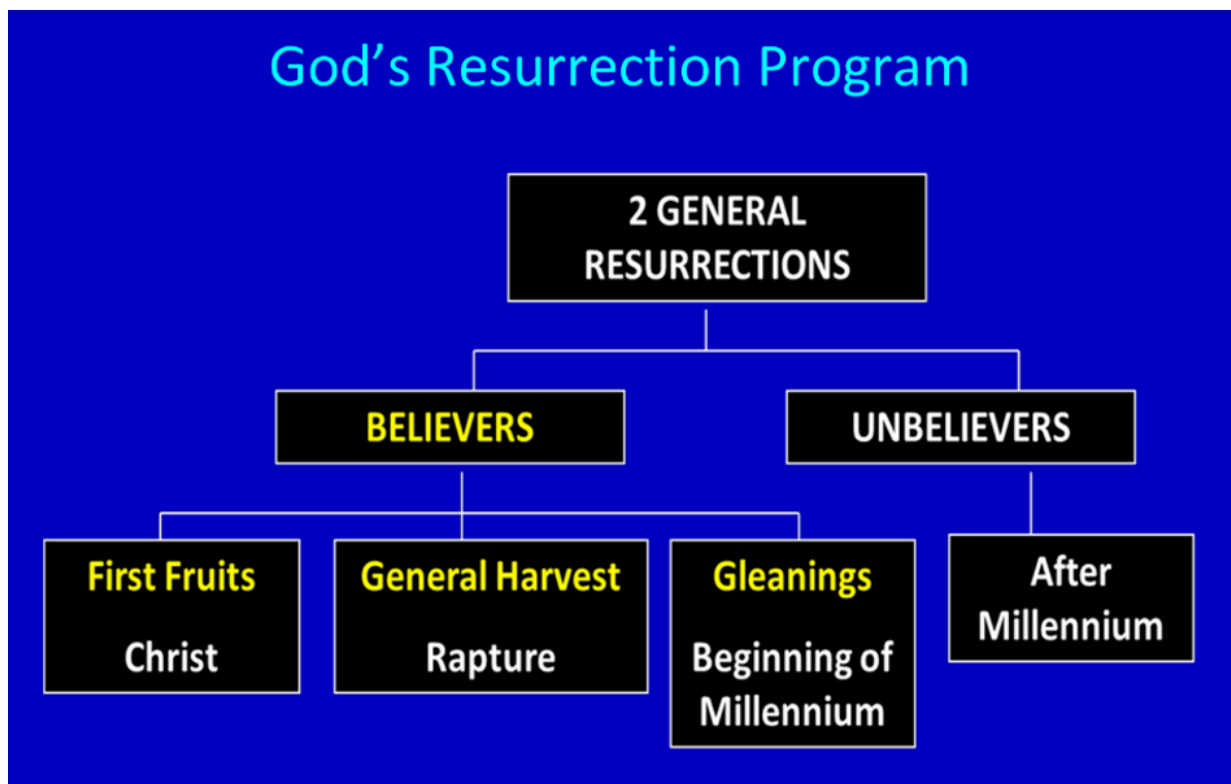 God’s Resurrection Program
2 GENERAL
RESURRECTIONS
BELIEVERS
UNBELIEVERS
First Fruits
Christ
General Harvest
Rapture
Gleanings
Beginning of
Millennium
After
Millennium